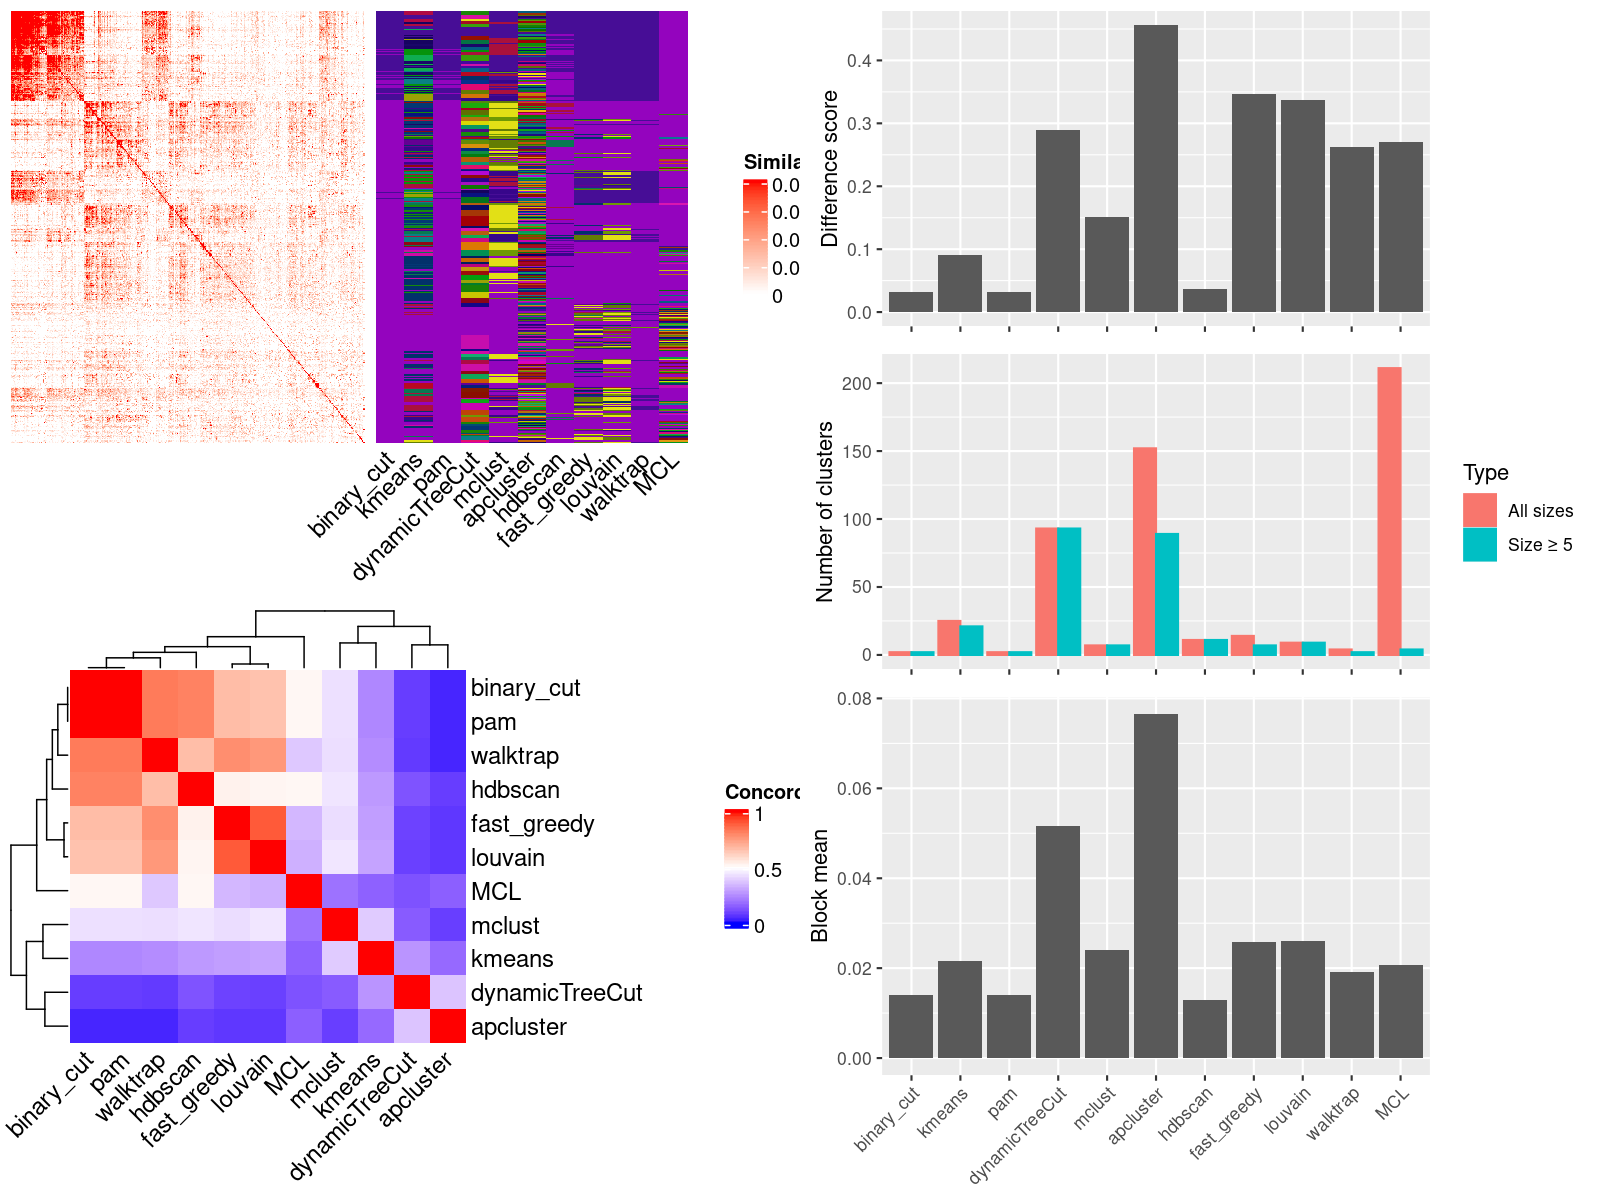 Simila
0.0
0.0
0.0
0.0
0
binary_cut
kmeans
pam
dynamicTreeCut
mclust
apcluster
hdbscan
fast_greedy
louvain
walktrap
MCL
binary_cut
pam
walktrap
hdbscan
fast_greedy
louvain
MCL
mclust
kmeans
dynamicTreeCut
apcluster
binary_cut
pam
walktrap
hdbscan
fast_greedy
louvain
MCL
mclust
kmeans
dynamicTreeCut
apcluster
Concord
1
0.5
0
Difference score
0.4
0.3
0.2
0.1
0.0
Number of clusters
200
150
100
50
0
Type
All sizes
Size ≥ 5
Block mean
0.08
0.06
0.04
0.02
0.00
binary_cut
kmeans
pam
dynamicTreeCut
mclust
apcluster
hdbscan
fast_greedy
louvain
walktrap
MCL